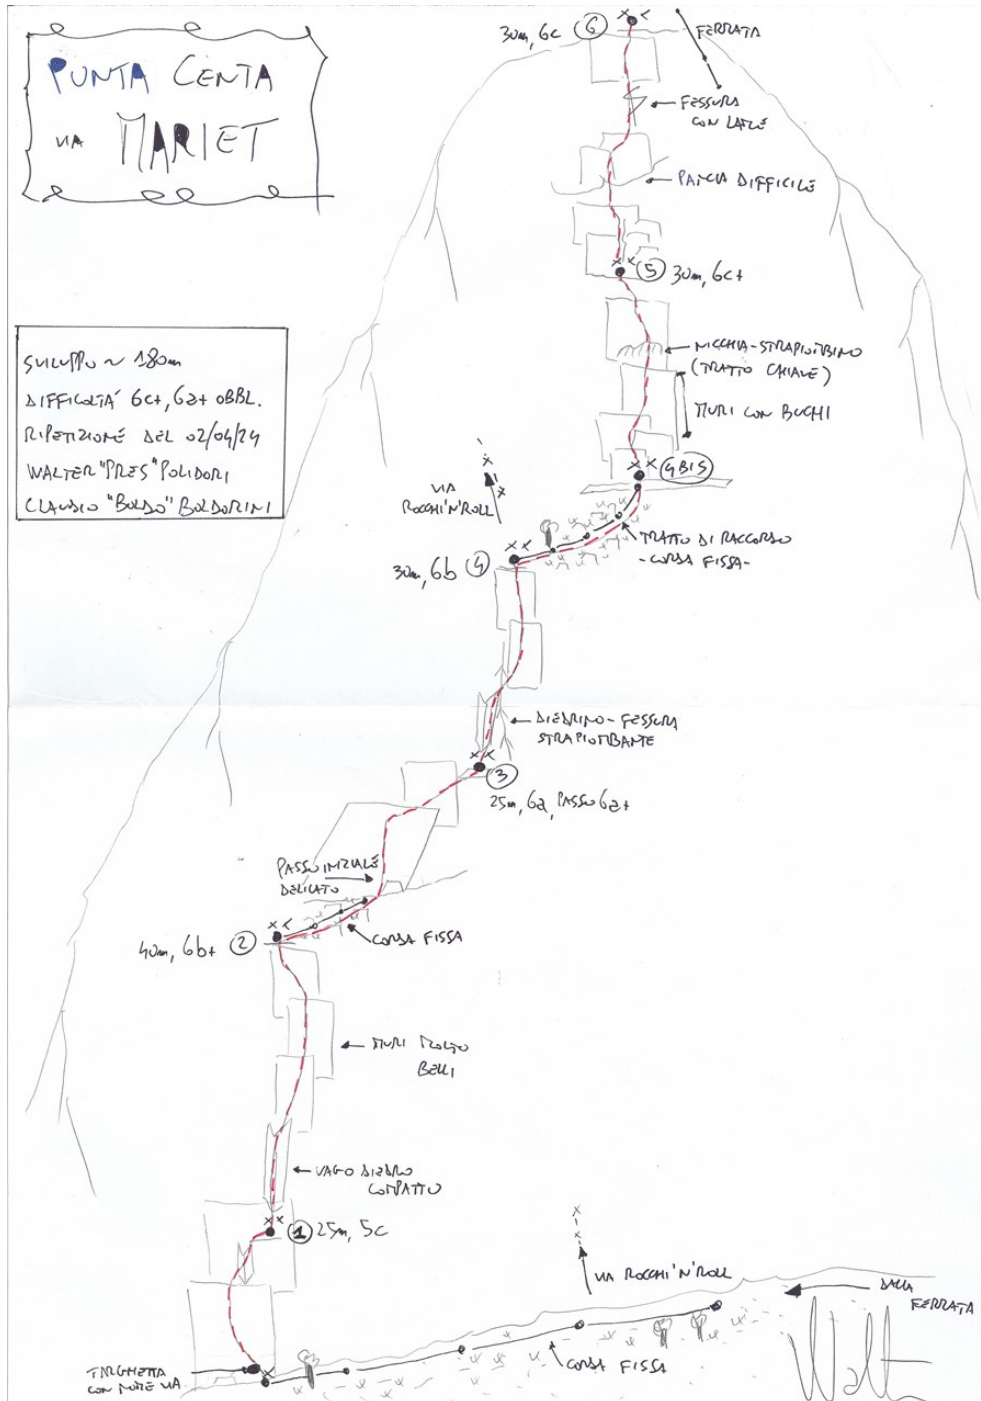 PUNTA CENTA
VIA MARIET
30m, 6c 6
FERRATA
FESSURA
CON LAME
PANCIA DIFFICILE
5 30m, 6c+
SVILUPPO ~ 180m
DIFFICOLTÀ 6c+, 6a+ OBBL.
RIPETIZIONE DEL 02/04/24
WALTER "PRES" POLIDORI
CLAUDIO "BOLDO" BOLDORINI
NICCHIA-STRAPIOMBINO
(TRATTO CHIAVE)
MURI CON BUCHI
4BIS
VIA
ROCCHI'N'ROLL
TRATTO DI RACCORDO
-CORDA FISSA-
30m, 6b 4
DIEDRINO-FESSURA
STRAPIOMBANTE
3
25m, 6a, PASSO 6a+
PASSO INIZIALE
DELICATO
CORDA FISSA
40m, 6b+ 2
MURI MOLTO
BELLI
VAGO DIEDRO
COMPATTO
1 25m, 5c
VIA ROCCHI'N'ROLL
DALLA
FERRATA
TARGHETTA
CON NOME VIA
CORDA FISSA
Walt